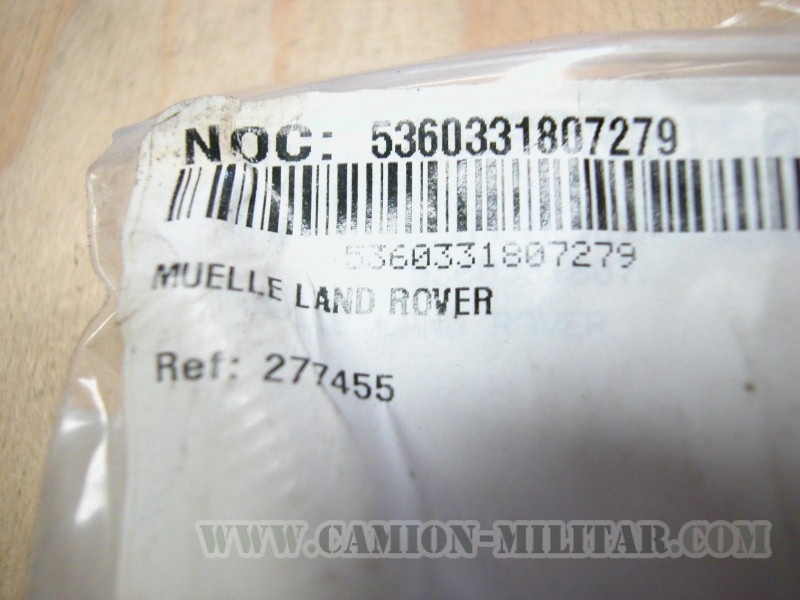 NOC: 5360331807279
5360331807279
MUELLE LAND ROVER
Ref: 277455
WWW.CAMION-MILITAR.COM